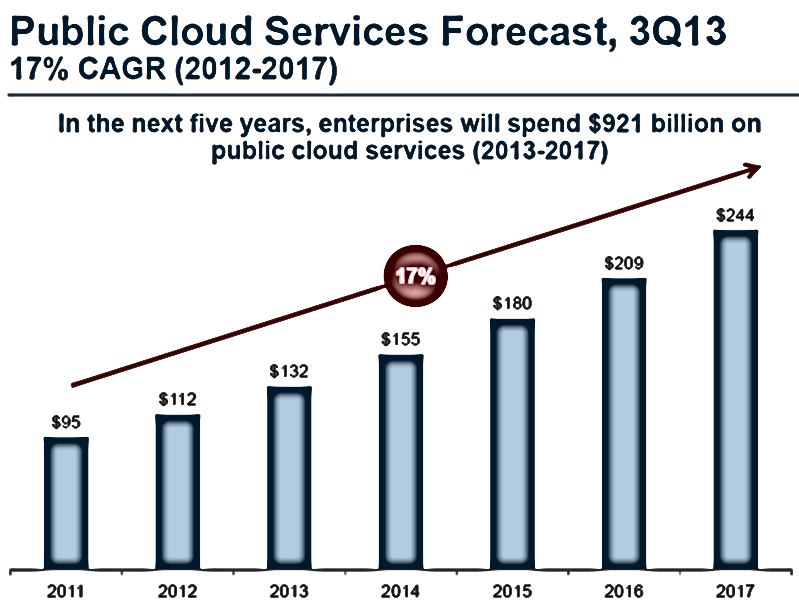 Public Cloud Services Forecast, 3Q13
17% CAGR (2012-2017)
In the next five years, enterprises will spend $921 billion on
public cloud services (2013-2017)
$244
17%
$209
$180
$155
$132
$112
$95
2011 2012 2013 2014 2015 2016 2017